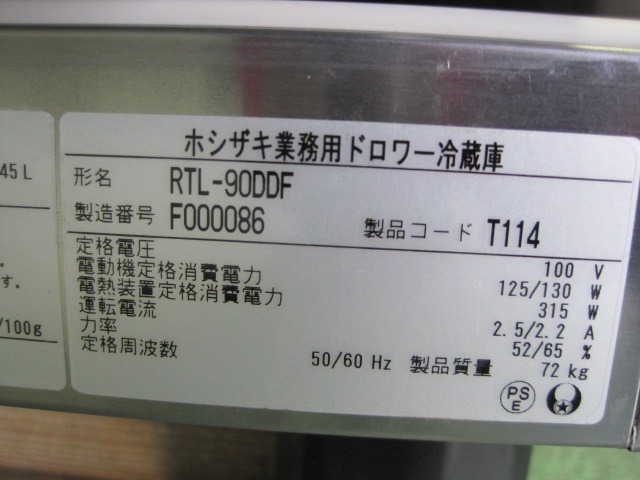 ホシザキ業務用ドロワー冷蔵庫
形名 RTL-90DDF
製造番号 F000086 製品コード T114
定格電圧 100 V
電動機定格消費電力 125/130 W
電熱装置定格消費電力 315 W
運転電流 2.5/2.2 A
力率 52/65 %
定格周波数 50/60 Hz 製品質量 72 kg
PS
E
45 L
す。
/100g